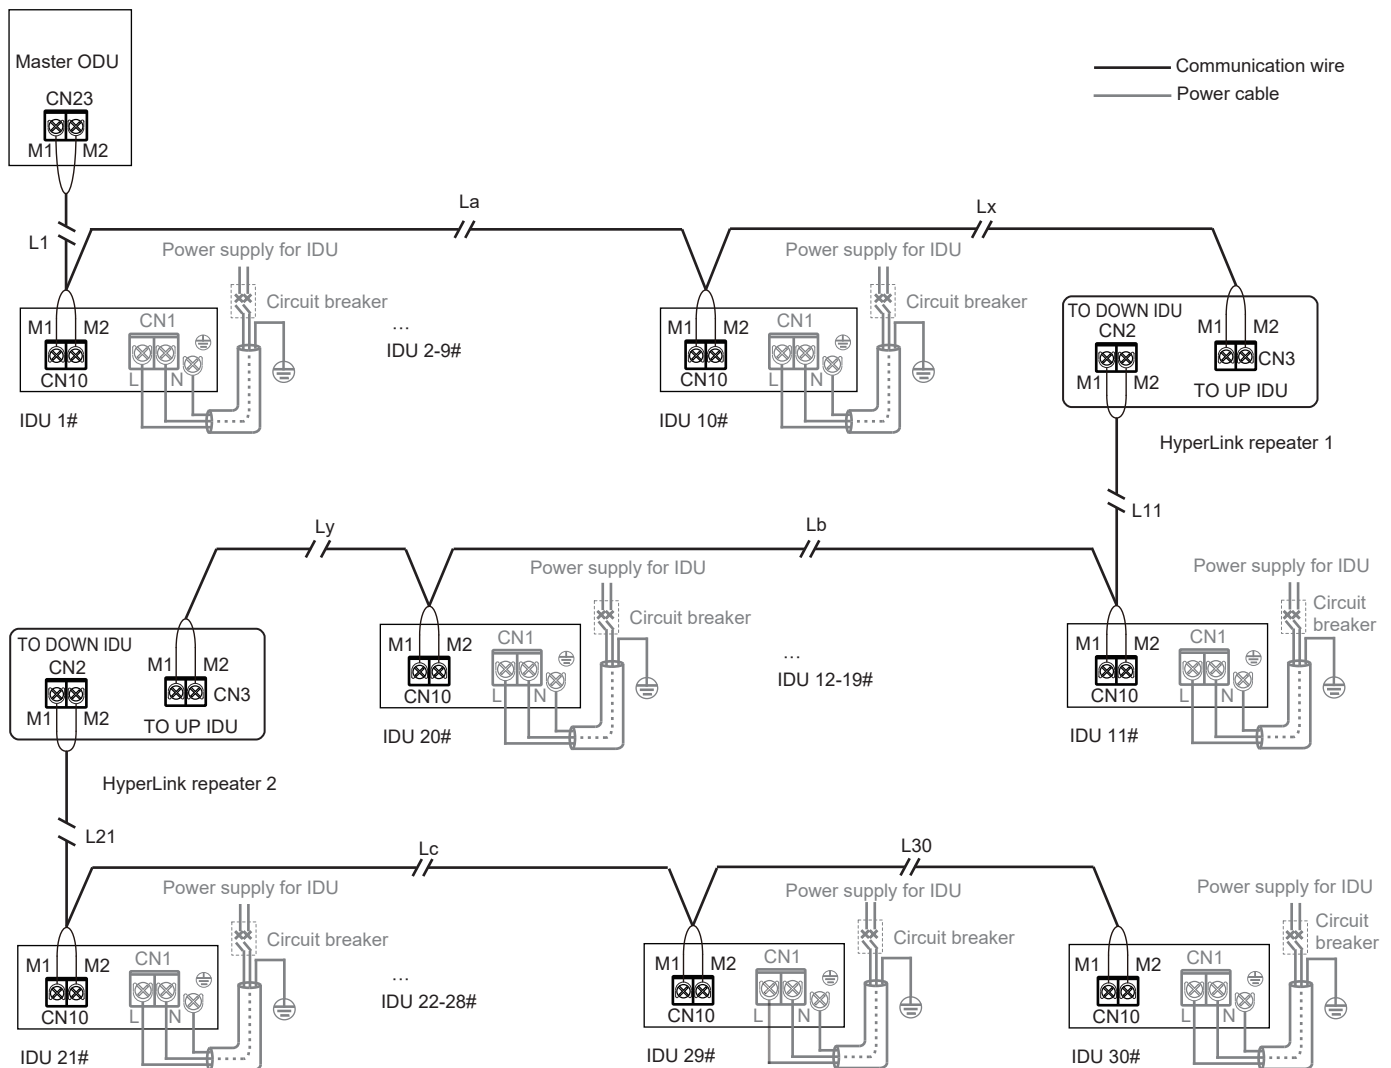 Master ODU
CN23
M1 M2
Communication wire
Power cable
La
Lx
L1
Power supply for IDU
Power supply for IDU
Circuit breaker
Circuit breaker
M1 M2
CN1
CN10
L N
IDU 1#
...
IDU 2-9#
M1 M2
CN1
CN10
L N
IDU 10#
TO DOWN IDU
CN2
M1 M2
M1 M2
CN3
TO UP IDU
HyperLink repeater 1
L11
Ly
Lb
Power supply for IDU
Power supply for IDU
Circuit breaker
Circuit
breaker
TO DOWN IDU
CN2
M1 M2
M1 M2
CN3
TO UP IDU
HyperLink repeater 2
M1 M2
CN1
CN10
L N
IDU 20#
...
IDU 12-19#
M1 M2
CN1
CN10
L N
IDU 11#
L21
Lc
L30
Power supply for IDU
Power supply for IDU
Power supply for IDU
Circuit breaker
Circuit breaker
Circuit
breaker
M1 M2
CN1
CN10
L N
IDU 21#
...
IDU 22-28#
M1 M2
CN1
CN10
L N
IDU 29#
M1 M2
CN1
CN10
L N
IDU 30#